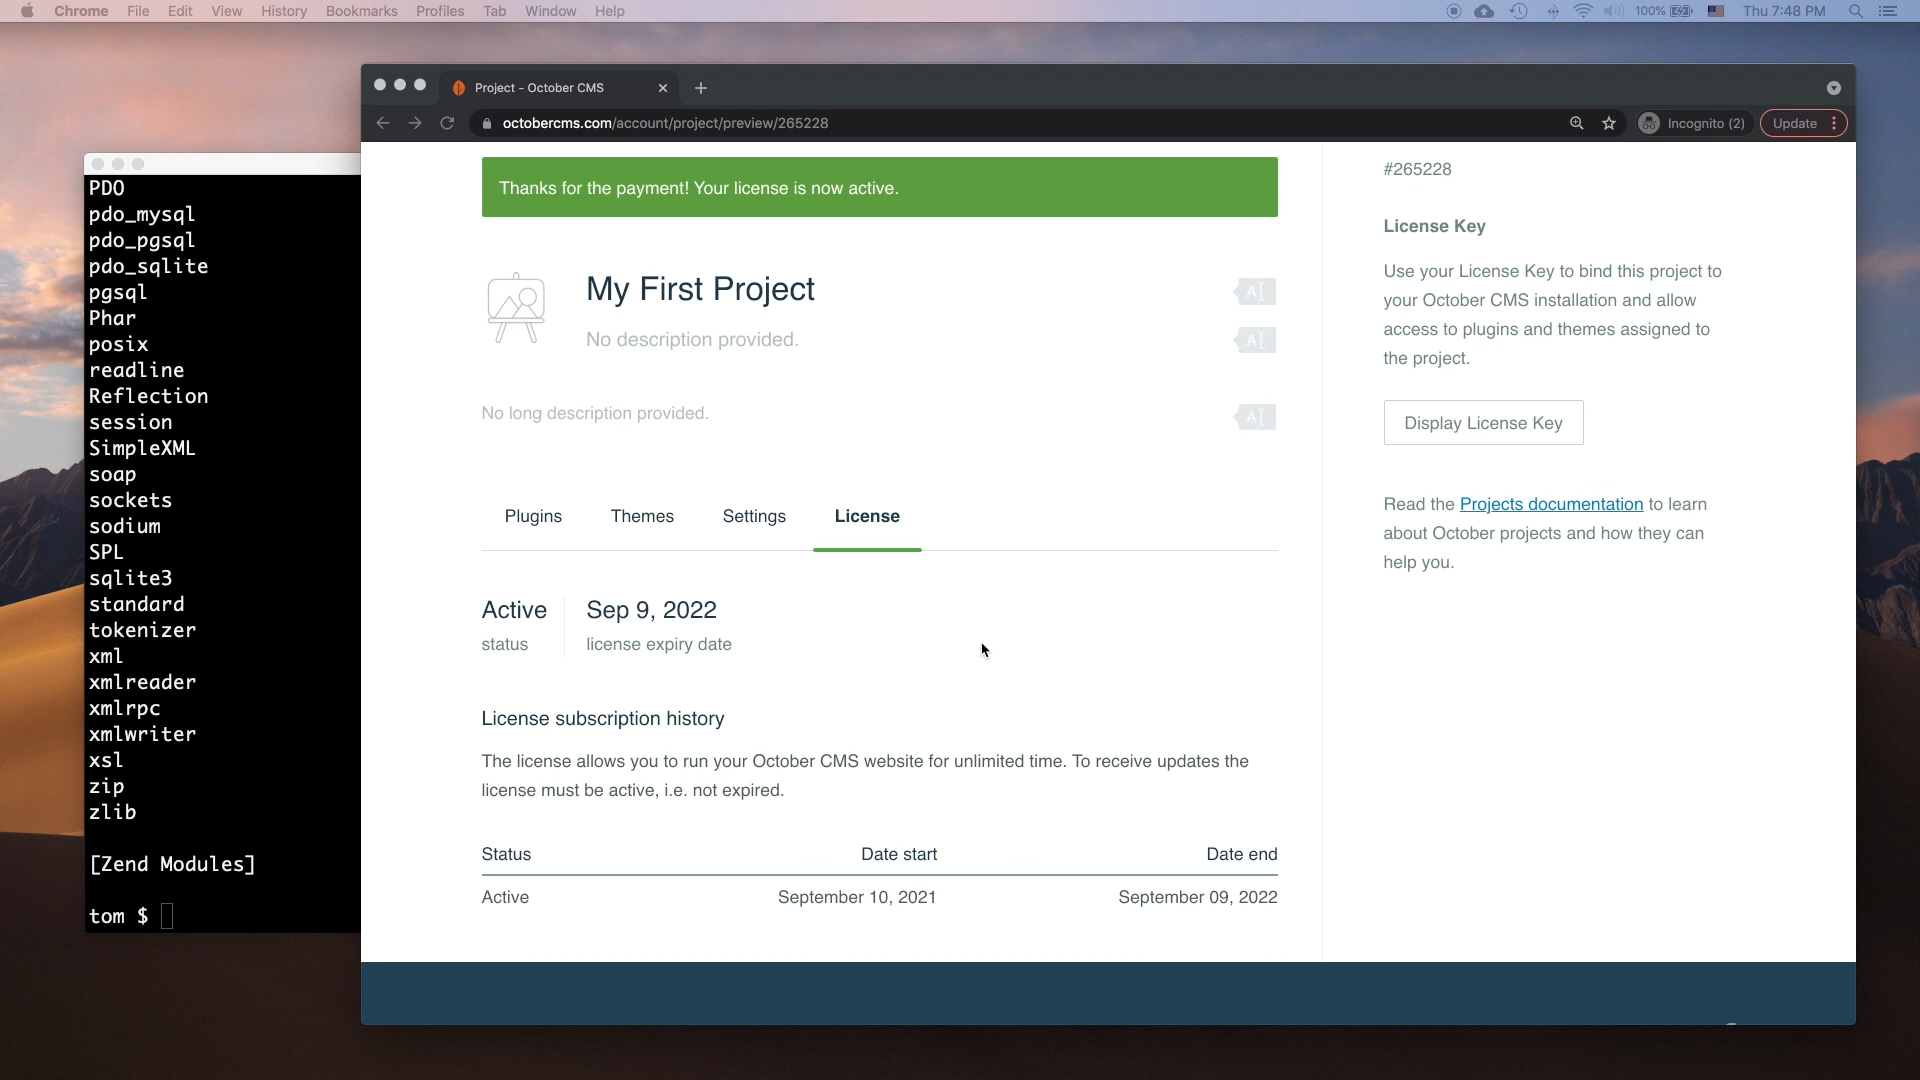 Chrome File Edit View History Bookmarks Profiles Tab Window Help
100% Thu 7:48 PM
Project - October CMS
octobercms.com/account/project/preview/265228
Incognito (2)
Update
PDO
pdo_mysql
pdo_pgsql
pdo_sqlite
pgsql
Phar
posix
readline
Reflection
session
SimpleXML
soap
sockets
sodium
SPL
sqlite3
standard
tokenizer
xml
xmlreader
xmlrpc
xmlwriter
xsl
zip
zlib
[Zend Modules]
tom $
Thanks for the payment! Your license is now active.
My First Project
A
No description provided.
A
No long description provided.
A
Plugins Themes Settings License
Active
status
Sep 9, 2022
license expiry date
License subscription history
The license allows you to run your October CMS website for unlimited time. To receive updates the
license must be active, i.e. not expired.
Status Date start Date end
Active September 10, 2021 September 09, 2022
#265228
License Key
Use your License Key to bind this project to
your October CMS installation and allow
access to plugins and themes assigned to
the project.
Display License Key
Read the Projects documentation to learn
about October projects and how they can
help you.